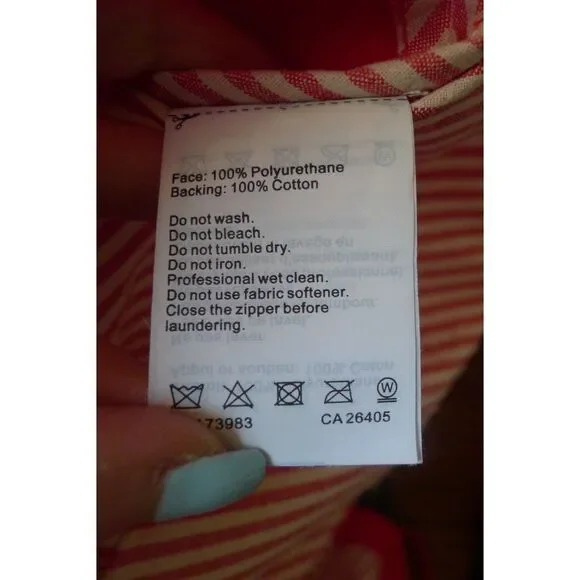 Face: 100% Polyurethane
Backing: 100% Cotton
Do not wash.
Do not bleach.
Do not tumble dry.
Do not iron.
Professional wet clean.
Do not use fabric softener.
Close the zipper before
laundering.
W
73983 CA 26405